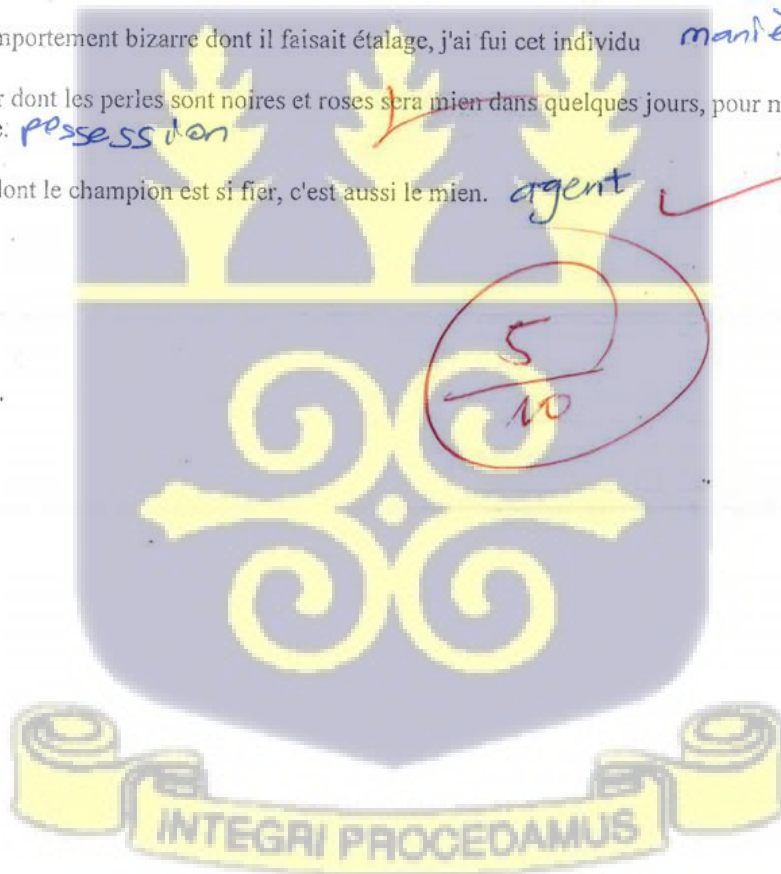 mportement bizarre dont il faisait étalage, j'ai fui cet individu
r dont les perles sont noires et roses sera mien dans quelques jours, pour
: possession
dont le champion est si fier, c'est aussi le mien. agent
5
10
INTEGRI PROCEDAMUS